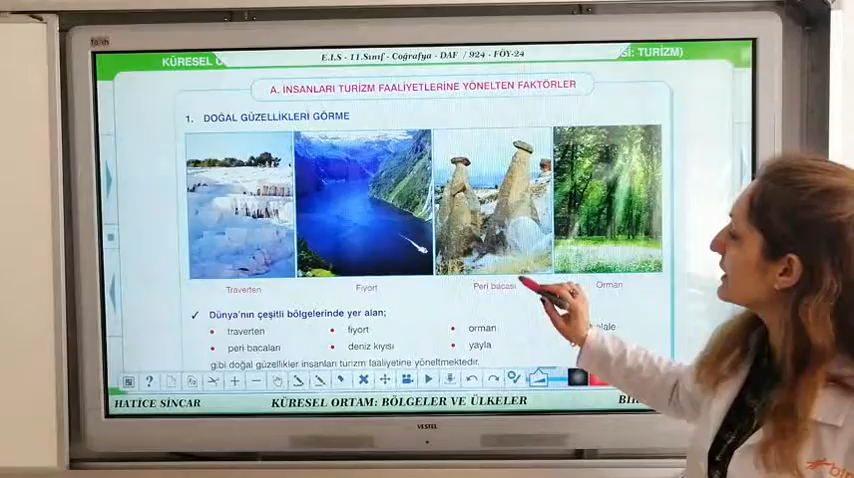 fatih
KÜRESEL O
E.I.S - 11.Sınıf - Coğrafya - DAF / 924 - FÖY-24
Sİ: TURİZM)
A. İNSANLARI TURİZM FAALİYETLERİNE YÖNELTEN FAKTÖRLER
1. DOĞAL GÜZELLİKLERİ GÖRME
Traverten
Fiyort
Peri bacası
Orman
✓ Dünya'nın çeşitli bölgelerinde yer alan;
• traverten • fiyort • orman
• peri bacaları • deniz kıyısı • yayla
gibi doğal güzellikler insanları turizm faaliyetine yöneltmektedir.
HATİCE SİNCAR
KÜRESEL ORTAM: BÖLGELER VE ÜLKELER
VESTEL